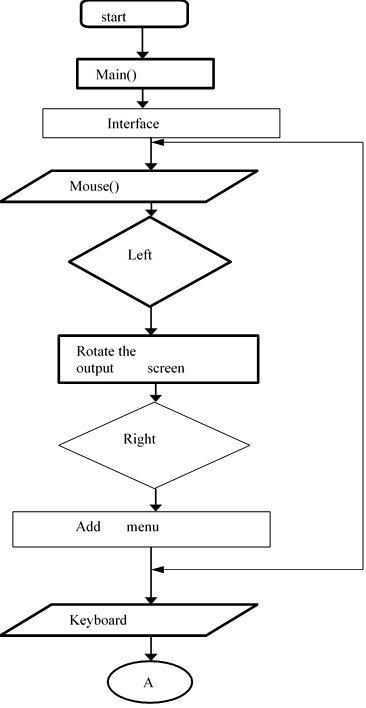 start
Main()
Interface
Mouse()
Left
Rotate the
output screen
Right
Add menu
Keyboard
A